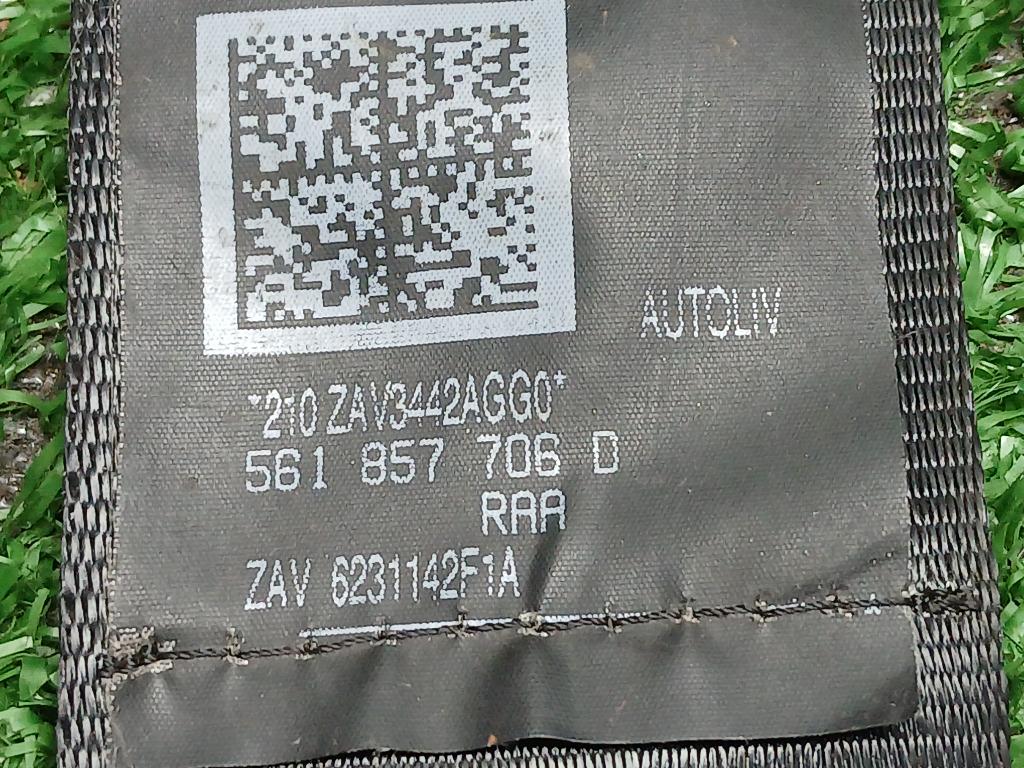 AUTOLIV
*210 ZAV3442AGG0*
561 857 706 D
RAA
ZAV 6231142F1A